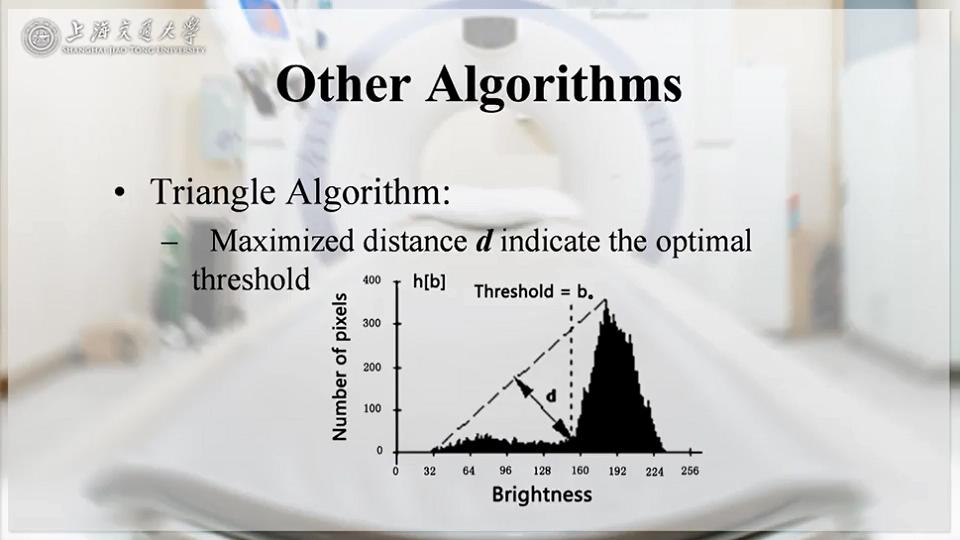 上海交通大学
SHANGHAI JIAO TONG UNIVERSITY
Other Algorithms
• Triangle Algorithm:
– Maximized distance d indicate the optimal
threshold
400 h[b]
Threshold = b。
300
200
100
0
d
Number of pixels
0 32 64 96 128 160 192 224 256
Brightness